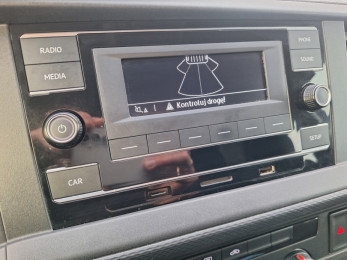 RADIO
PHONE
MEDIA
SOUND
Kontroluj drogę!
CAR
SETUP